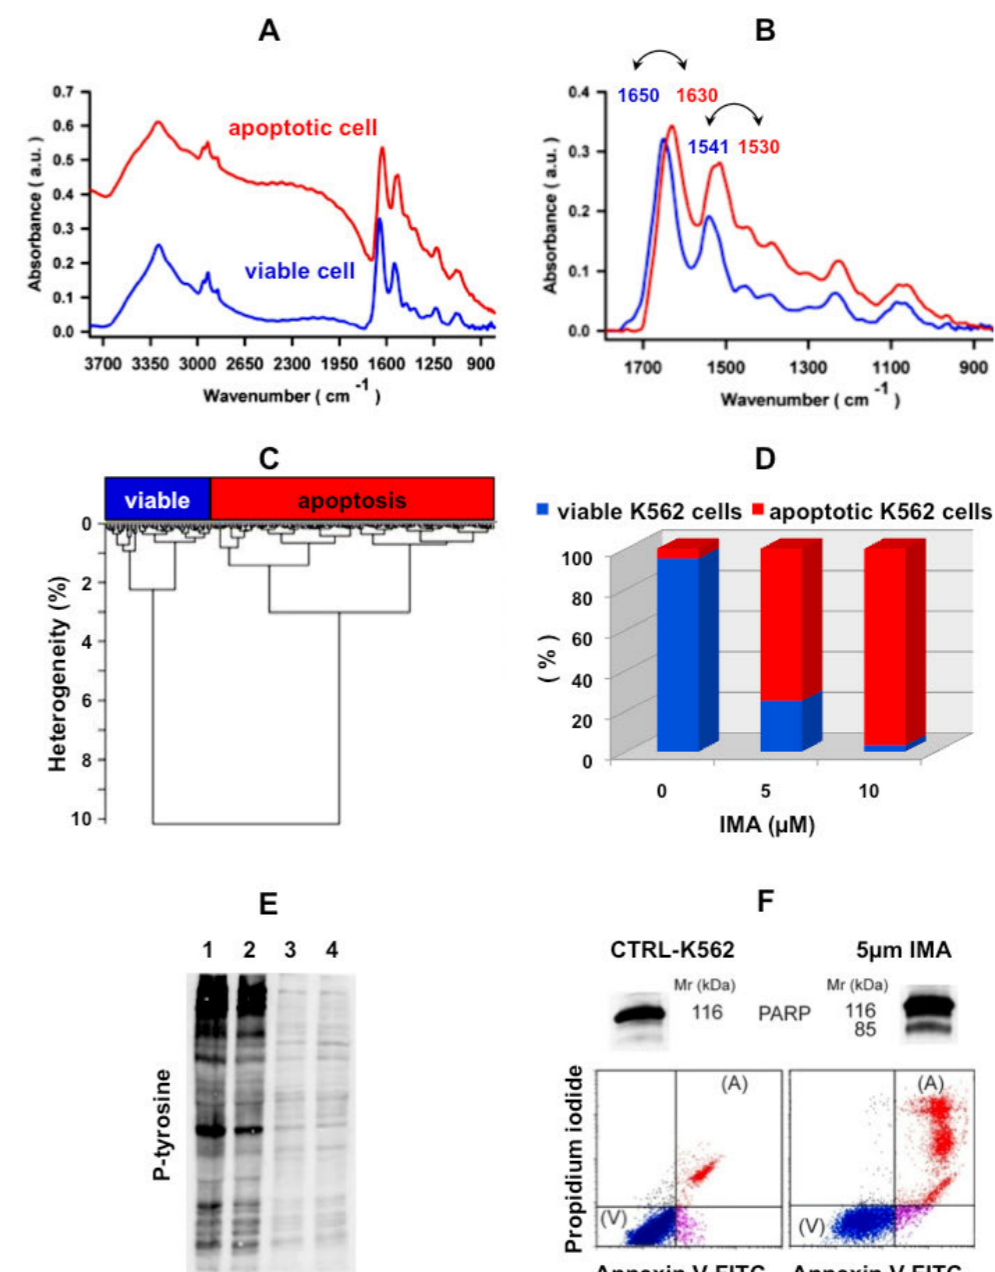 A
B
0.7
0.6
0.5
0.4
0.3
0.2
0.1
0.0
Absorbance ( a.u. )
apoptotic cell
viable cell
3700 3350 3000 2650 2300 1950 1600 1250 900
Wavenumber ( cm -1 )
0.4
0.3
0.2
0.1
0.0
Absorbance ( a.u. )
1650 1630
1541 1530
1700 1500 1300 1100 900
Wavenumber ( cm -1 )
C
viable apoptosis
0
2
4
6
8
10
Heterogeneity (%)
D
viable K562 cells apoptotic K562 cells
100
80
60
40
20
0
( % )
0 5 10
IMA (µM)
E
1 2 3 4
P-tyrosine
F
CTRL-K562 5µm IMA
Mr (kDa) Mr (kDa)
116 PARP 116
85
Propidium iodide
(A) (A)
(V) (V)
Annexin V-FITC Annexin V-FITC